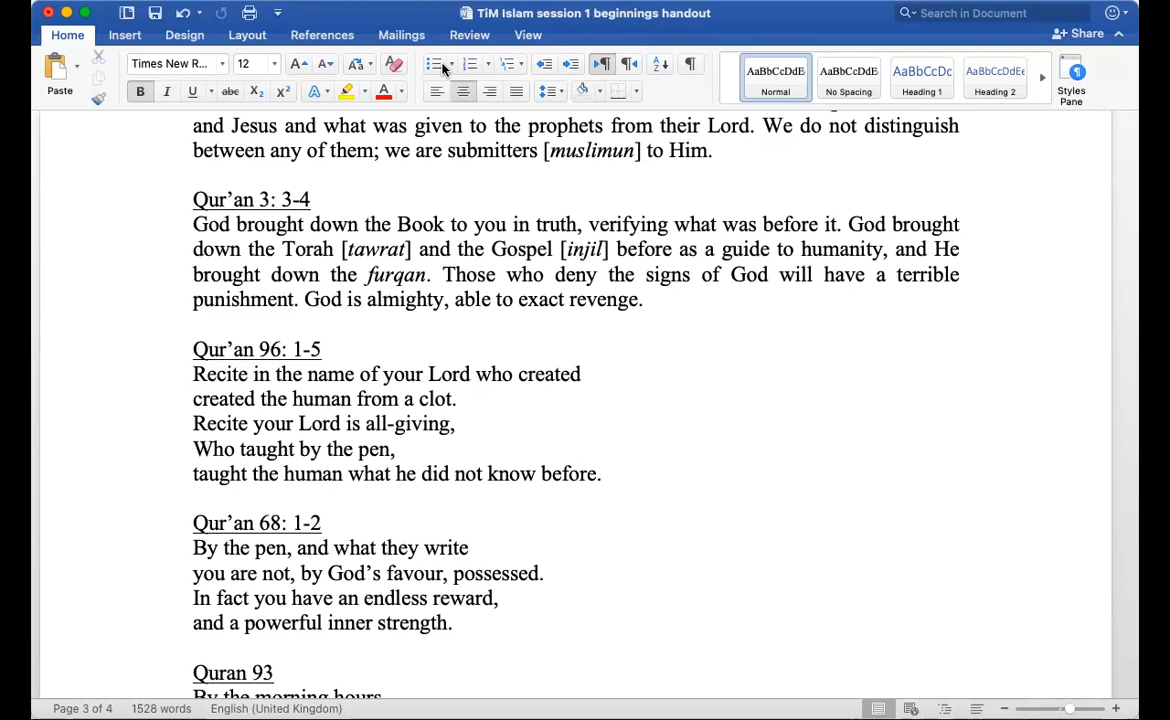 TiM Islam session 1 beginnings handout
Search in Document
Home Insert Design Layout References Mailings Review View
Share
Paste
Times New R...
12
AaBbCcDdE
Normal
AaBbCcDdE
No Spacing
AaBbCcDc
Heading 1
AaBbCcDdEe
Heading 2
Styles
Pane
and Jesus and what was given to the prophets from their Lord. We do not distinguish
between any of them; we are submitters [muslimun] to Him.
Qur’an 3: 3-4
God brought down the Book to you in truth, verifying what was before it. God brought
down the Torah [tawrat] and the Gospel [injil] before as a guide to humanity, and He
brought down the furqan. Those who deny the signs of God will have a terrible
punishment. God is almighty, able to exact revenge.
Qur’an 96: 1-5
Recite in the name of your Lord who created
created the human from a clot.
Recite your Lord is all-giving,
Who taught by the pen,
taught the human what he did not know before.
Qur’an 68: 1-2
By the pen, and what they write
you are not, by God’s favour, possessed.
In fact you have an endless reward,
and a powerful inner strength.
Quran 93
By the morning hours
Page 3 of 4 1528 words English (United Kingdom)